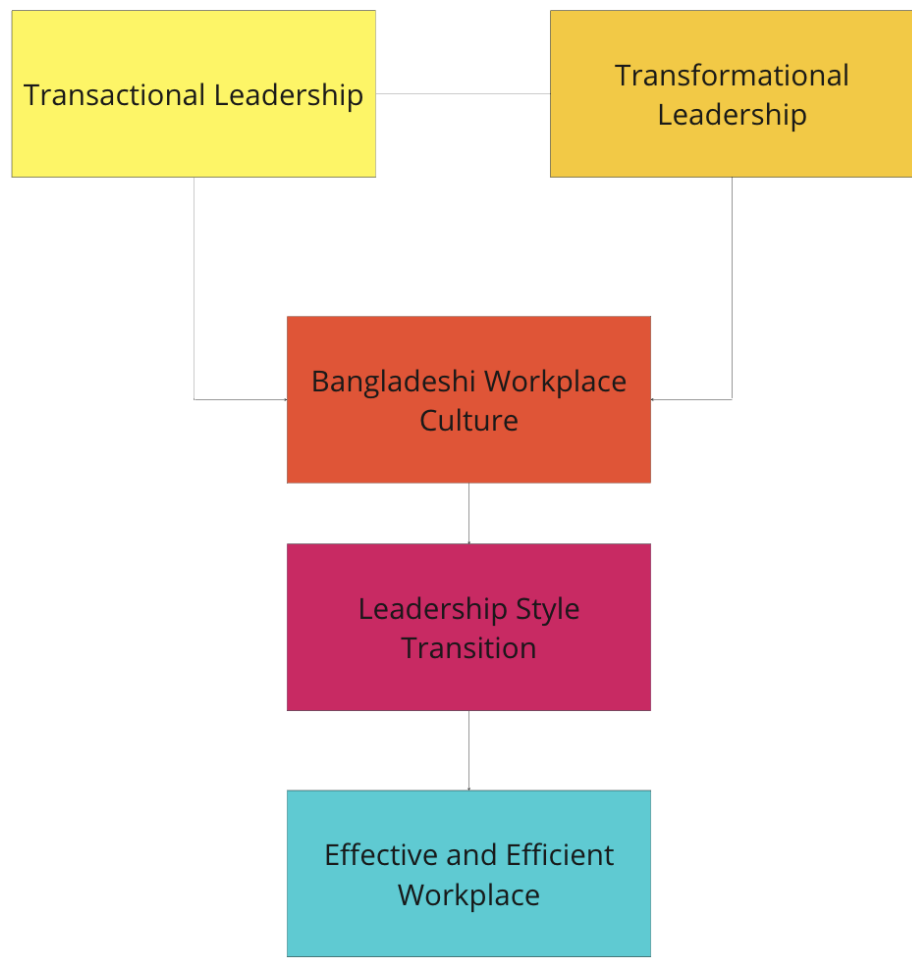 Transactional Leadership
Transformational
Leadership
Bangladeshi Workplace
Culture
Leadership Style
Transition
Effective and Efficient
Workplace